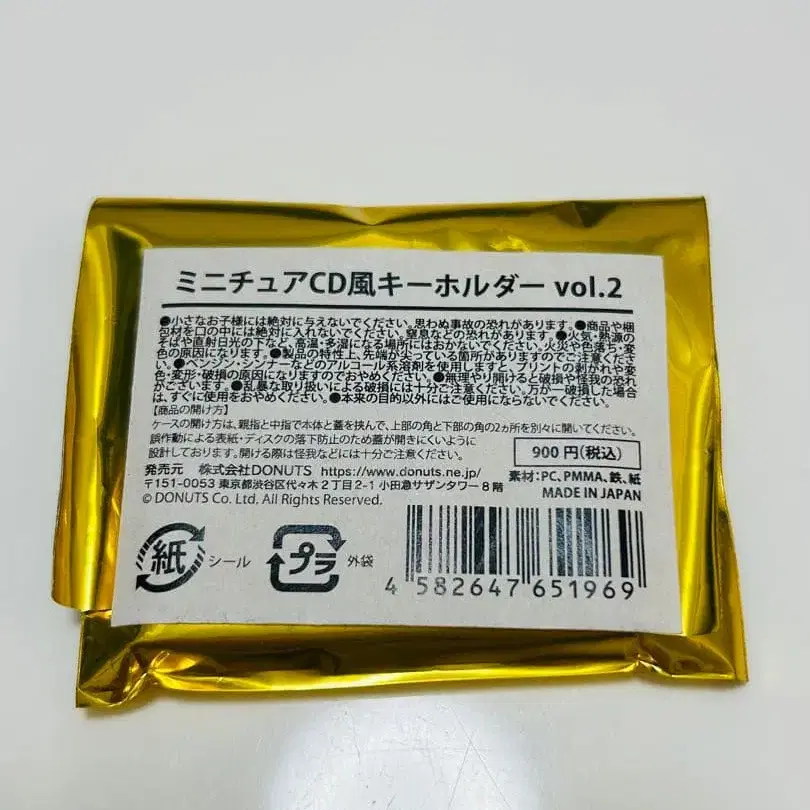 ミニチュアCD風キーホルダー vol.2
●小さなお子様には絶対に与えないでください。思わぬ事故の恐れがあります。●商品や梱
包材を口の中には絶対に入れないでください。窒息などの恐れがあります。●火気・熱源の
そばや直射日光の下など、高温・多湿になる場所にはおかないでください。火災や色落ち・変
色の原因になります。●製品の特性上、先端が尖っている箇所がありますのでご注意くださ
い。●ベンジン・シンナーなどのアルコール系溶剤を使用しますと、プリントの剥がれや変
色・変形・破損の原因になりますのでおやめください。●無理やり開けると破損や怪我の恐れ
がございます。●乱暴な取り扱いによる破損には十分ご注意ください。万が一破損した場合
は、すぐに使用をおやめください。●本来の目的以外にはご使用にならないでください。
【商品の開け方】
ケースの開け方は、親指と中指で本体と蓋を挟んで、上部の角と下部の角の2ヵ所を別々に開いてください。
誤作動による表紙・ディスクの落下防止のため蓋が開きにくいように
設計しております。開ける際は怪我などには十分ご注意ください。
900円(税込)
発売元 株式会社DONUTS https://www.donuts.ne.jp/
〒151-0053 東京都渋谷区代々木2丁目2-1 小田急サザンタワー8階
© DONUTS Co. Ltd. All Rights Reserved.
素材:PC、PMMA、鉄、紙
MADE IN JAPAN
紙 シール
プラ 外袋
4 582647 651969